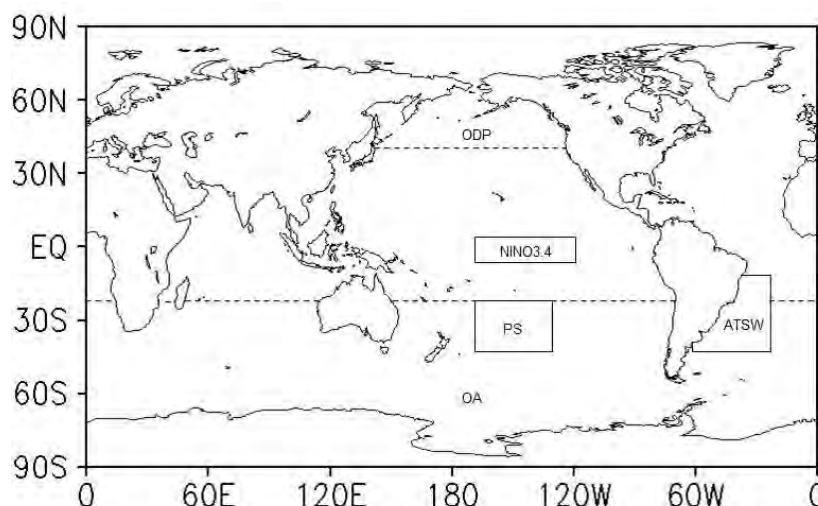 90N
60N
ODP
30N
EQ
NINO3.4
30S
PS
ATSW
60S
OA
90S
0 60E 120E 180 120W 60W 0